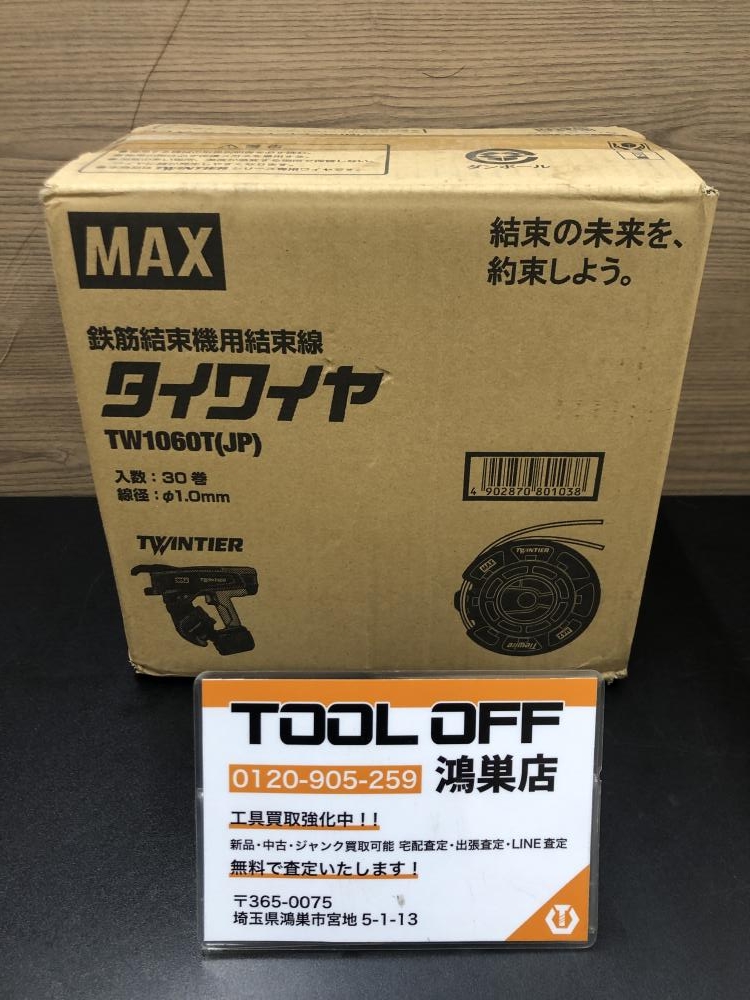 ダンボール
MAX
結束の未来を、
約束しよう。
鉄筋結束機用結束線
タイワイヤ
TW1060T(JP)
入数：30巻
線径：φ1.0mm
4 902870 801038
TWINTIER
MAX
TWINTIER
TOOL OFF
0120-905-259 鴻巣店
工具買取強化中！！
新品・中古・ジャンク買取可能 宅配査定・出張査定・LINE査定
無料で査定いたします！
〒365-0075
埼玉県鴻巣市宮地 5-1-13